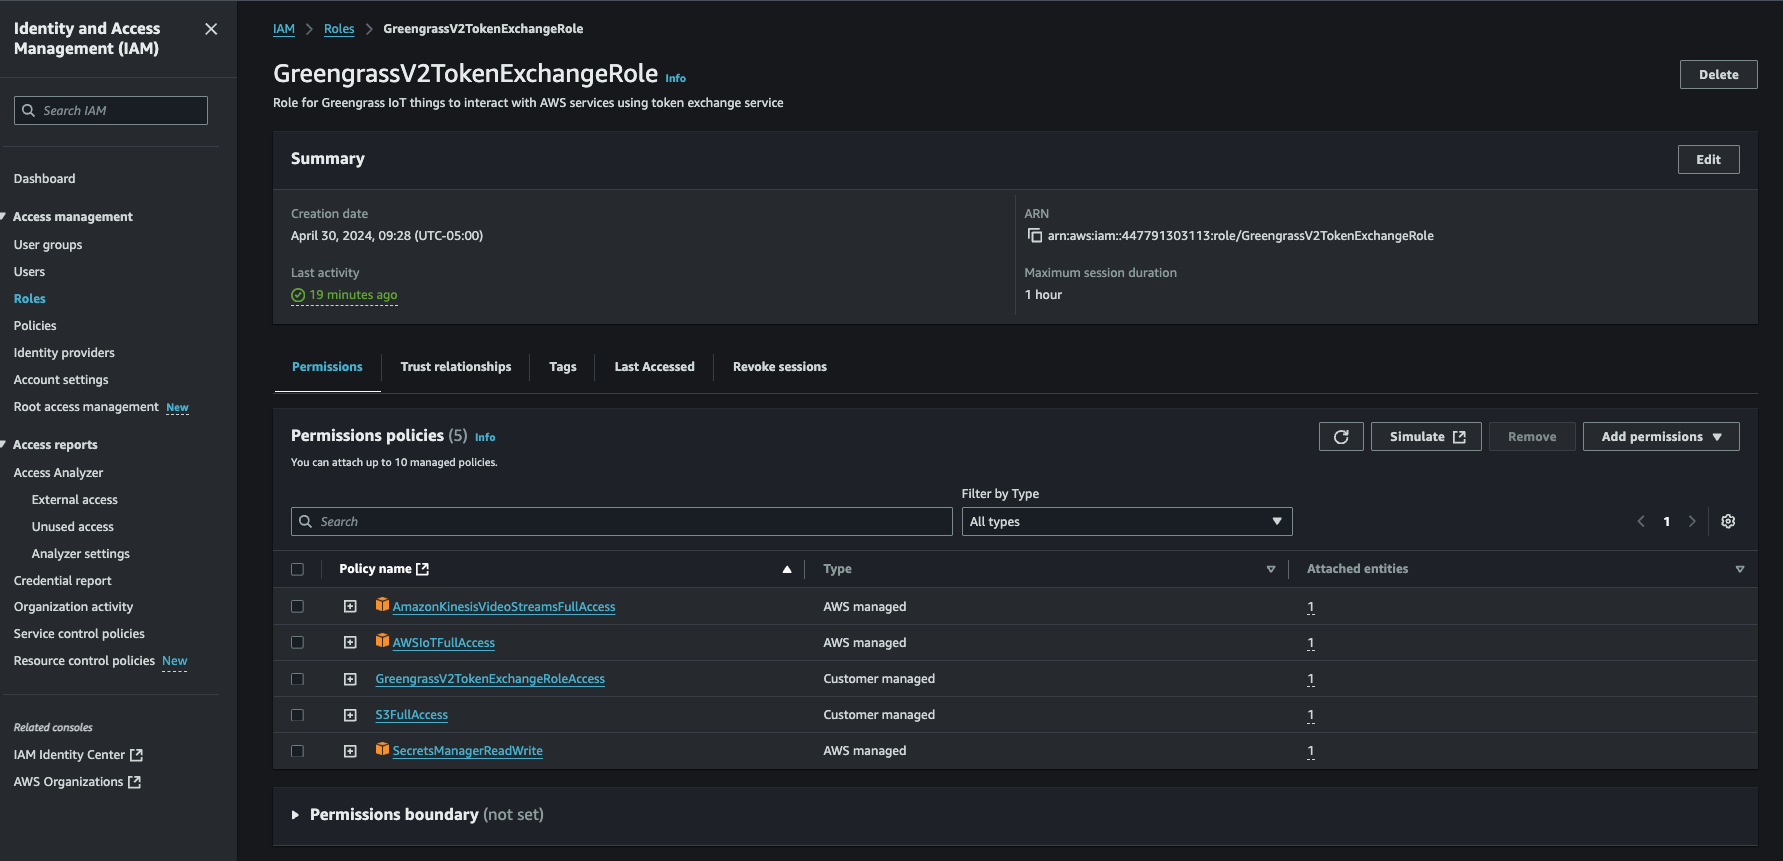 Identity and Access
Management (IAM)
Search IAM
Dashboard
Access management
User groups
Users
Roles
Policies
Identity providers
Account settings
Root access management New
Access reports
Access Analyzer
External access
Unused access
Analyzer settings
Credential report
Organization activity
Service control policies
Resource control policies New
Related consoles
IAM Identity Center
AWS Organizations
IAM > Roles > GreengrassV2TokenExchangeRole
GreengrassV2TokenExchangeRole Info
Delete
Role for Greengrass IoT things to interact with AWS services using token exchange service
Summary
Edit
Creation date
April 30, 2024, 09:28 (UTC-05:00)
ARN
arn:aws:iam::447791303113:role/GreengrassV2TokenExchangeRole
Last activity
19 minutes ago
Maximum session duration
1 hour
Permissions Trust relationships Tags Last Accessed Revoke sessions
Permissions policies (5) Info
You can attach up to 10 managed policies.
Simulate Remove Add permissions
Filter by Type
Search All types 1
Policy name Type Attached entities
AmazonKinesisVideoStreamsFullAccess AWS managed 1
AWSIoTFullAccess AWS managed 1
GreengrassV2TokenExchangeRoleAccess Customer managed 1
S3FullAccess Customer managed 1
SecretsManagerReadWrite AWS managed 1
Permissions boundary (not set)